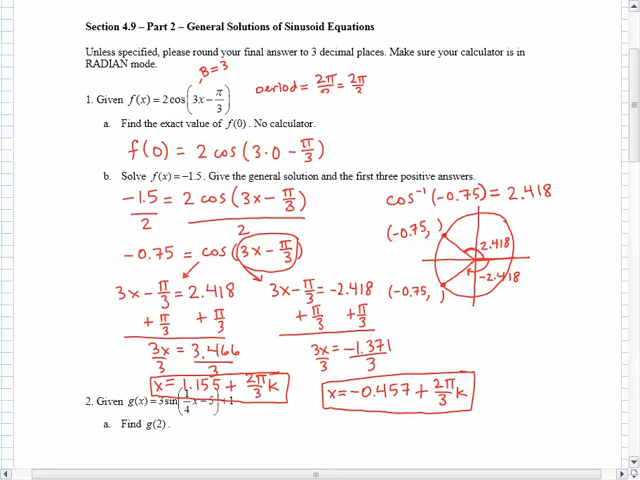 Section 4.9 – Part 2 – General Solutions of Sinusoid Equations
Unless specified, please round your final answer to 3 decimal places. Make sure your calculator is in
RADIAN mode.
B = 3
1. Given f(x) = 2cos(3x − π/3)
period = 2π/B = 2π/3
a. Find the exact value of f(0). No calculator.
f(0) = 2 cos(3·0 − π/3)
b. Solve f(x) = −1.5. Give the general solution and the first three positive answers.
−1.5/2 = 2 cos(3x − π/3)/2
cos⁻¹(−0.75) = 2.418
(−0.75, )
2.418
−0.75 = cos(3x − π/3)
−2.418
(−0.75, )
3x − π/3 = 2.418
3x − π/3 = −2.418
+ π/3 + π/3
+ π/3 + π/3
3x/3 = 3.466/3
3x/3 = −1.371/3
x = 1.155 + 2π/3 k
x = −0.457 + 2π/3 k
2. Given g(x) = 3sin(1/4 x − 5) + 1
a. Find g(2).